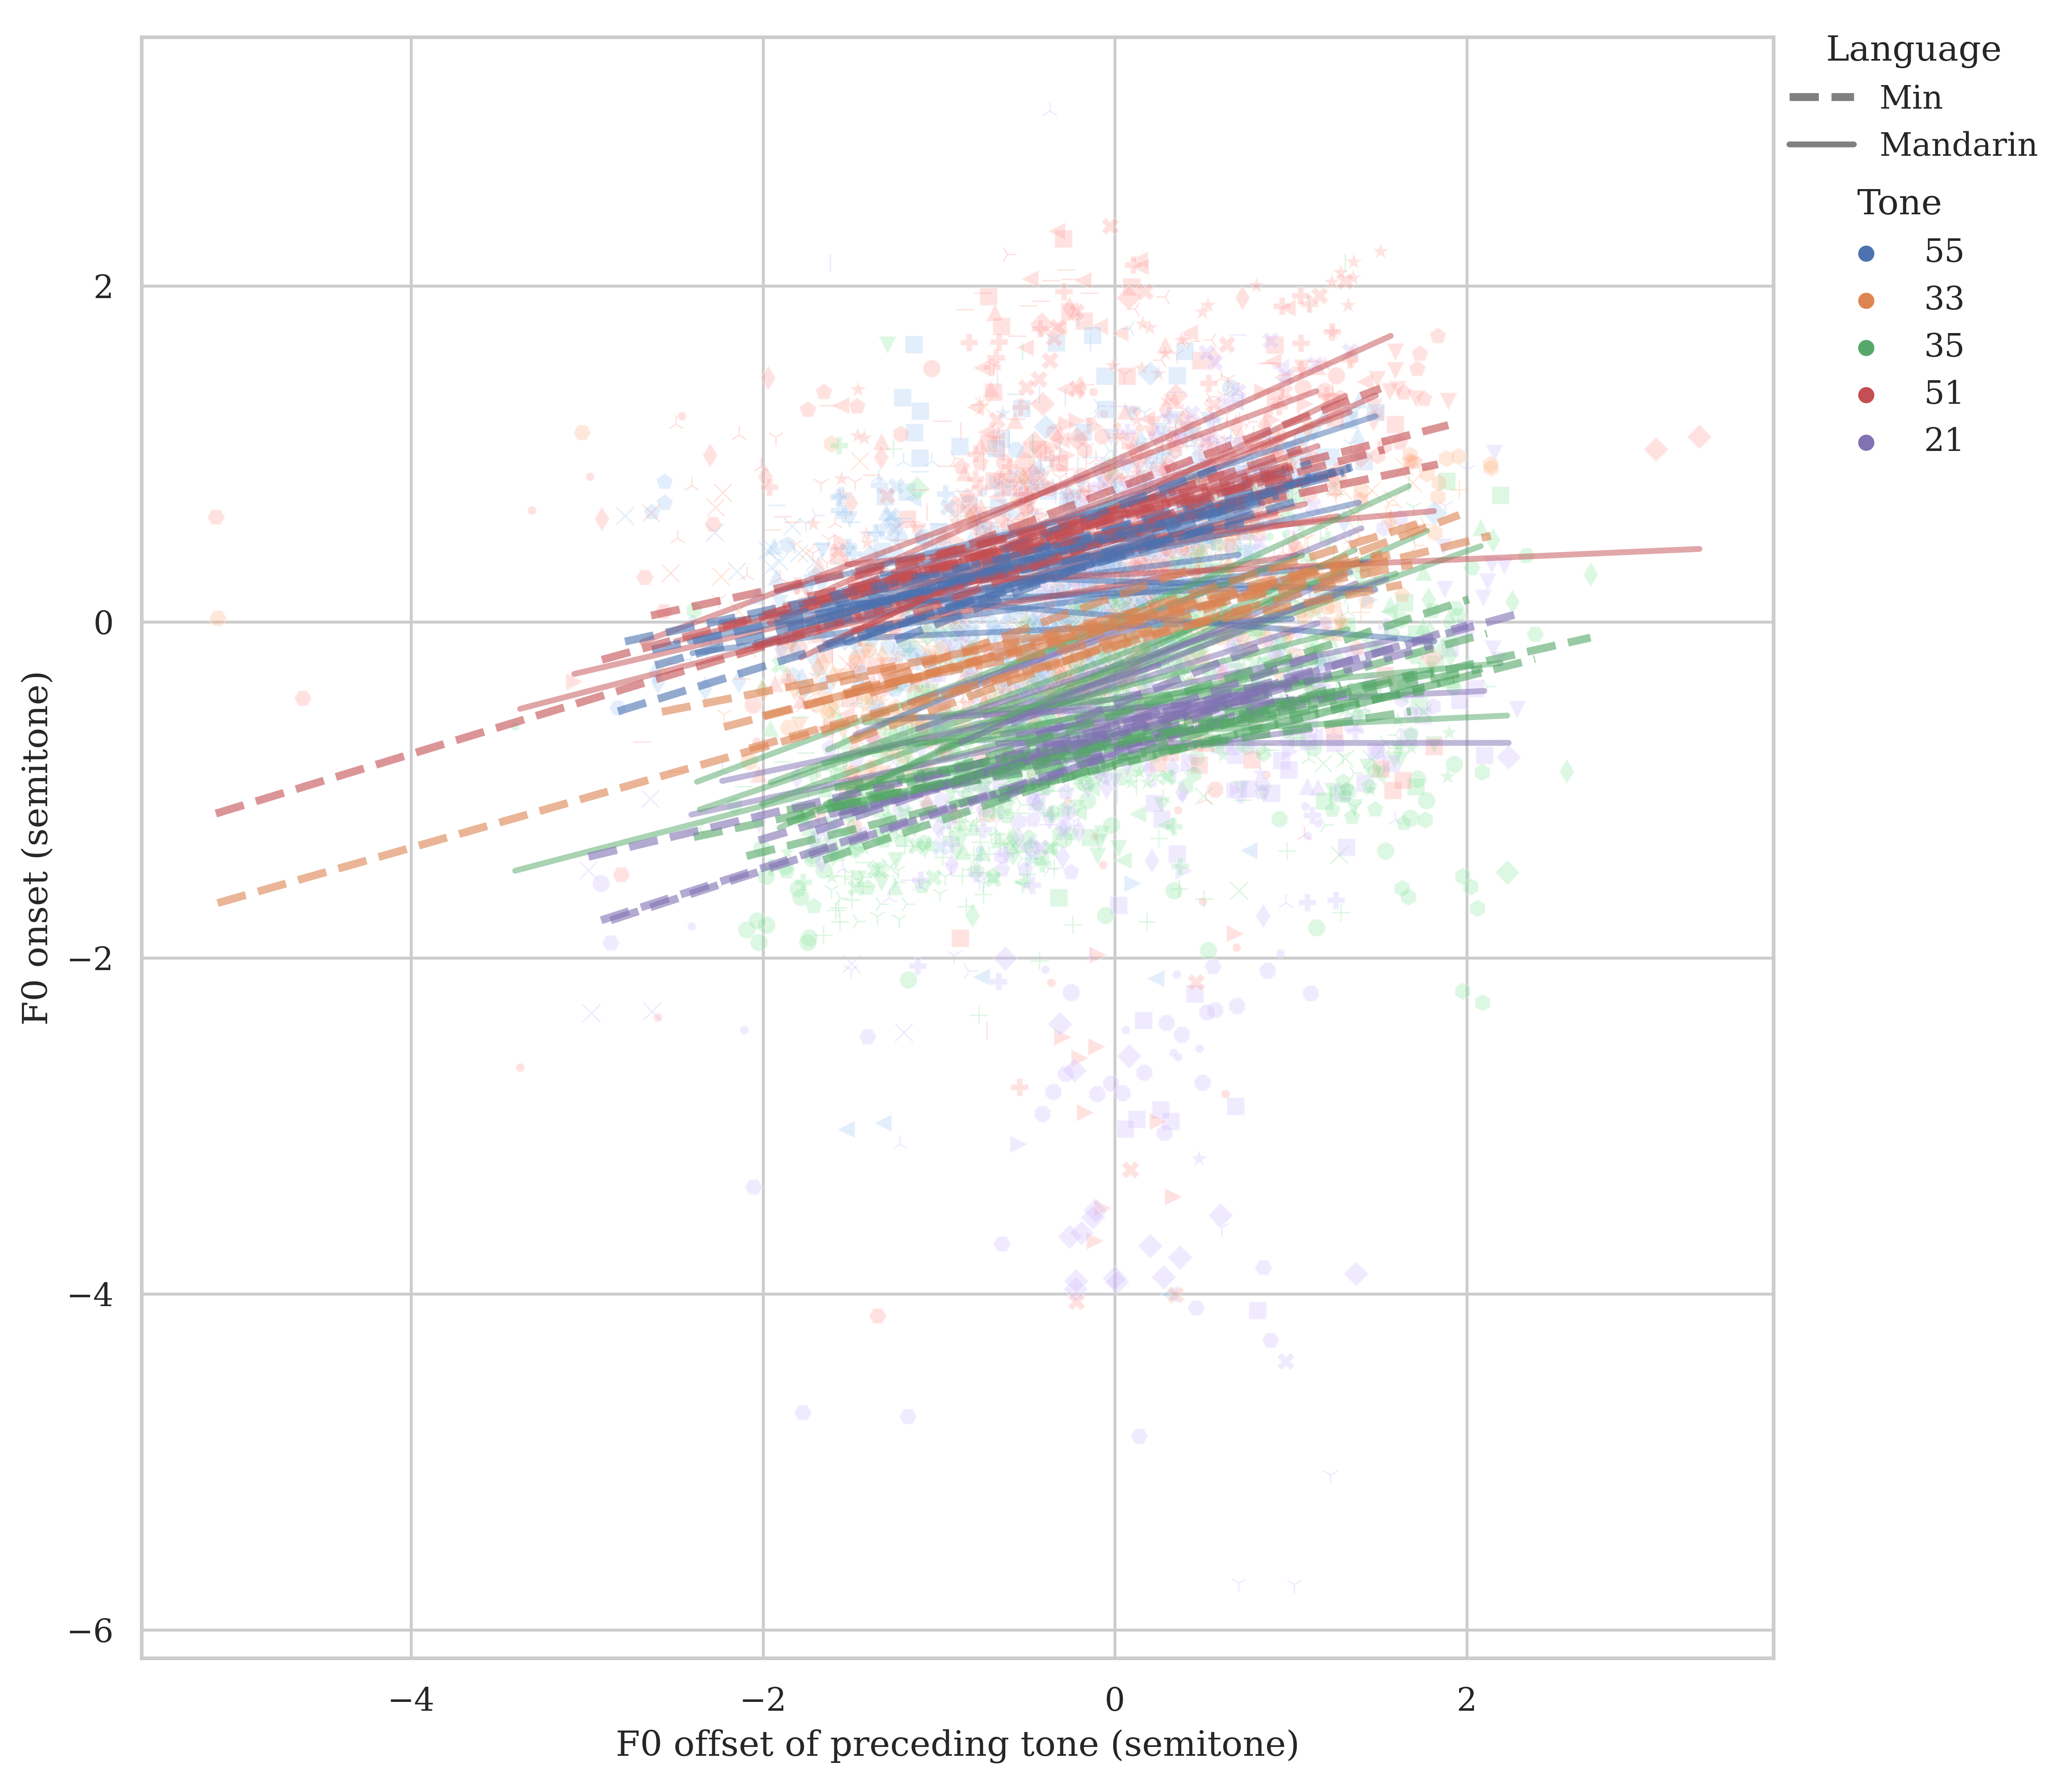 Language
Min
Mandarin
Tone
55
33
35
51
21
2
0
−2
−4
−6
−4
−2
0
2
F0 onset (semitone)
F0 offset of preceding tone (semitone)